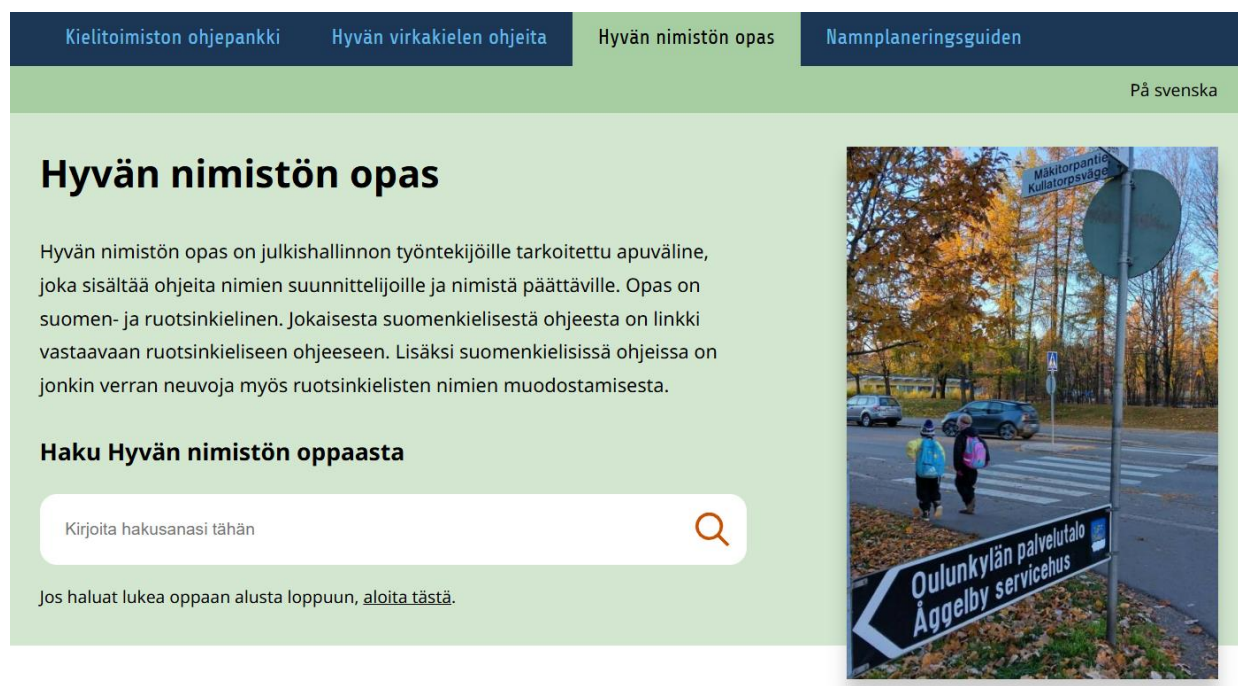 Kielitoimiston ohjepankki
Hyvän virkakielen ohjeita
Hyvän nimistön opas
Namnplaneringsguiden
På svenska
Hyvän nimistön opas
Hyvän nimistön opas on julkishallinnon työntekijöille tarkoitettu apuväline,
joka sisältää ohjeita nimien suunnittelijoille ja nimistä päättäville. Opas on
suomen- ja ruotsinkielinen. Jokaisesta suomenkielisestä ohjeesta on linkki
vastaavaan ruotsinkieliseen ohjeeseen. Lisäksi suomenkielisissä ohjeissa on
jonkin verran neuvoja myös ruotsinkielisten nimien muodostamisesta.
Haku Hyvän nimistön oppaasta
Kirjoita hakusanasi tähän
Jos haluat lukea oppaan alusta loppuun, aloita tästä.
Mäkitorpantie
Kullatorpsväge
Oulunkylän palvelutalo
Åggelby servicehus